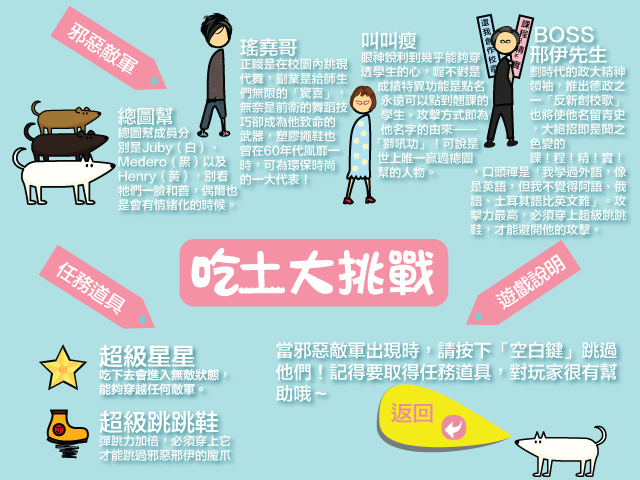 邪惡敵軍
總圖幫
總圖幫成員分
別是Juby（白）、
Medero（黑）以及
Henry（黃），別看
牠們一臉和善，偶爾也
是會有情緒化的時候。
瑤堯哥
正職是在校園內跳現
代舞，副業是給師生
們無限的「驚喜」，
無奈是前衛的舞蹈技
巧卻成為他致命的
武器，塑膠繩鞋也
曾在60年代風靡一
時，可為環保時尚
的一大代表！
叫叫瘦
眼神銳利到幾乎能夠穿
透學生的心，喔不對是
成績特異功能是點名
永遠可以點到翹課的
學生。攻擊方式即為
他名字的由來──
「獅吼功」！可說是
世上唯一贏過總圖
幫的人物。
還我創作校歌
課程精實
BOSS
邢伊先生
劃時代的政大精神
領袖，推出德政之
一「反新創校歌」
也將使他名留青史
，大絕招即是聞之
色變的
課！程！精！實！
，口頭禪是「我學過外語，像
是英語，但我不覺得阿語、俄
語、土耳其語比英文難」。攻
擊力最高，必須穿上超級跳跳
鞋，才能避開他的攻擊。
吃土大挑戰
任務道具
超級星星
吃下去會進入無敵狀態，
能夠穿越任何敵軍。
超級跳跳鞋
彈跳力加倍，必須穿上它
才能跳過邪惡邢伊的魔爪
遊戲說明
當邪惡敵軍出現時，請按下「空白鍵」跳過
他們！記得要取得任務道具，對玩家很有幫
助哦～
返回